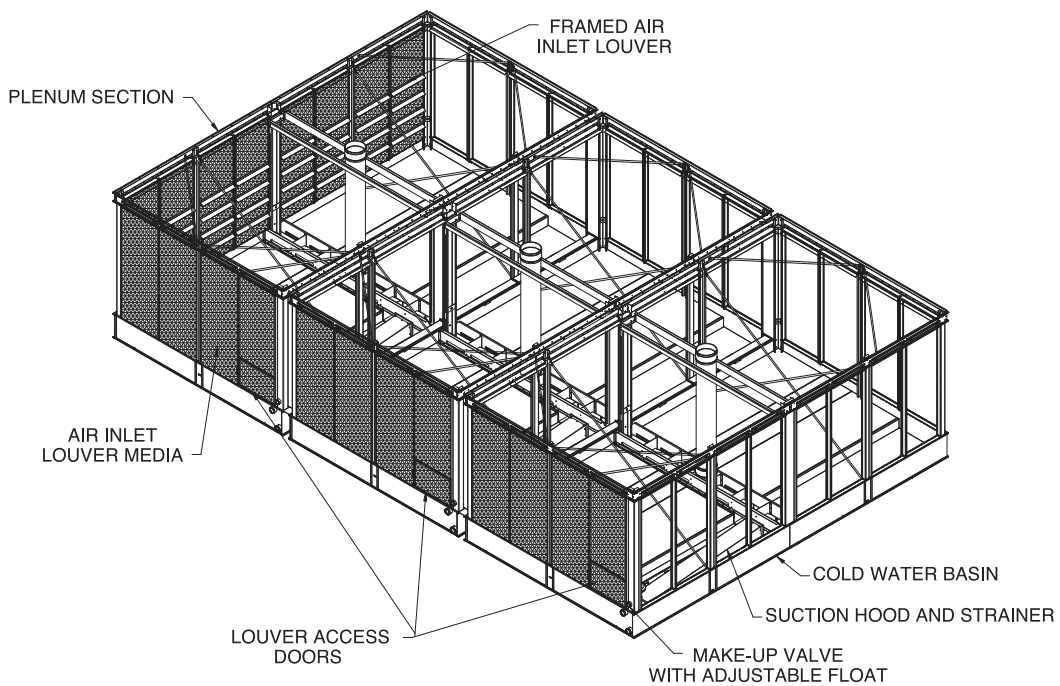 FRAMED AIR
INLET LOUVER
PLENUM SECTION
AIR INLET
LOUVER MEDIA
COLD WATER BASIN
SUCTION HOOD AND STRAINER
LOUVER ACCESS
DOORS
MAKE-UP VALVE
WITH ADJUSTABLE FLOAT